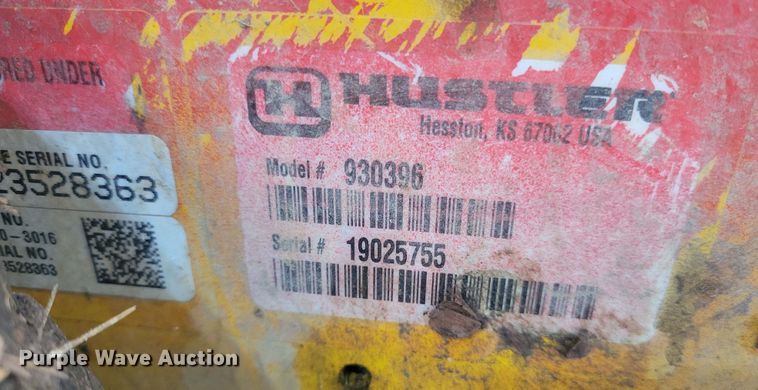 RED UNDER
E SERIAL NO.
23528363
NO.
0-3016
IAL NO.
3528363
H HUSTLER
Hesston, KS USA
Model # 930396
Serial # 19025755
Purple Wave Auction